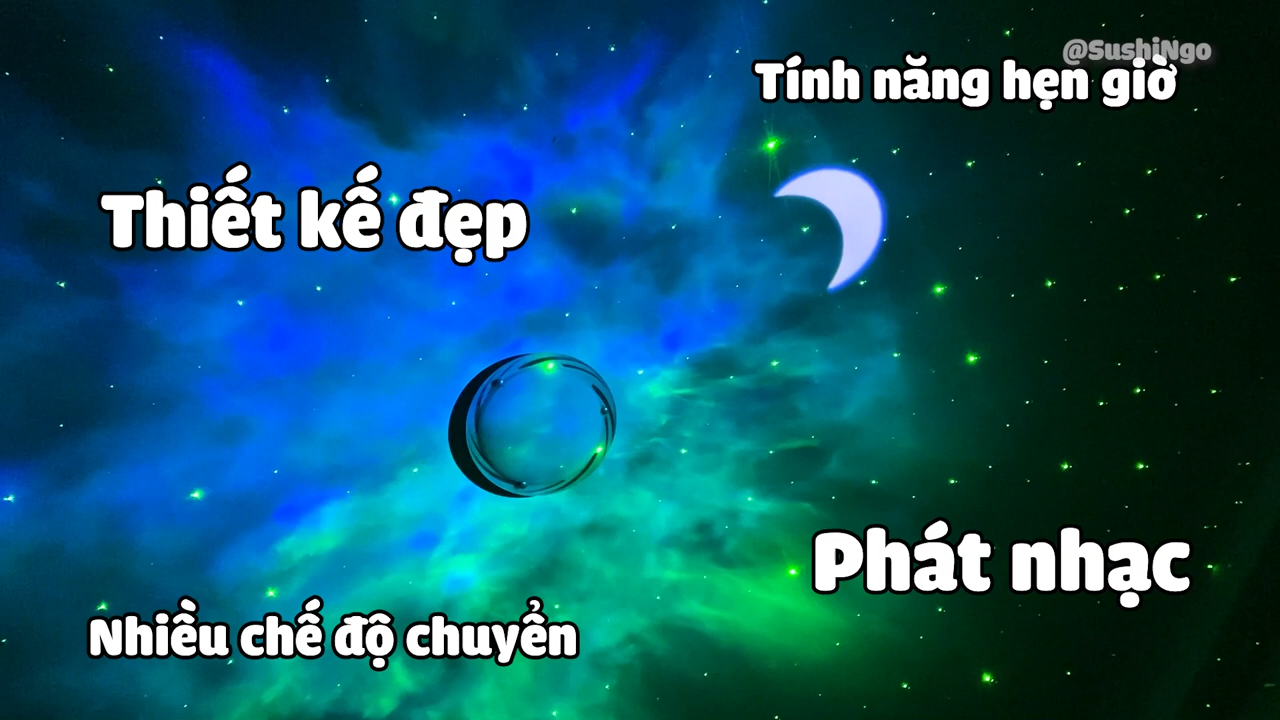 @SushiNgo
Tính năng hẹn giờ
Thiết kế đẹp
Phát nhạc
Nhiều chế độ chuyển